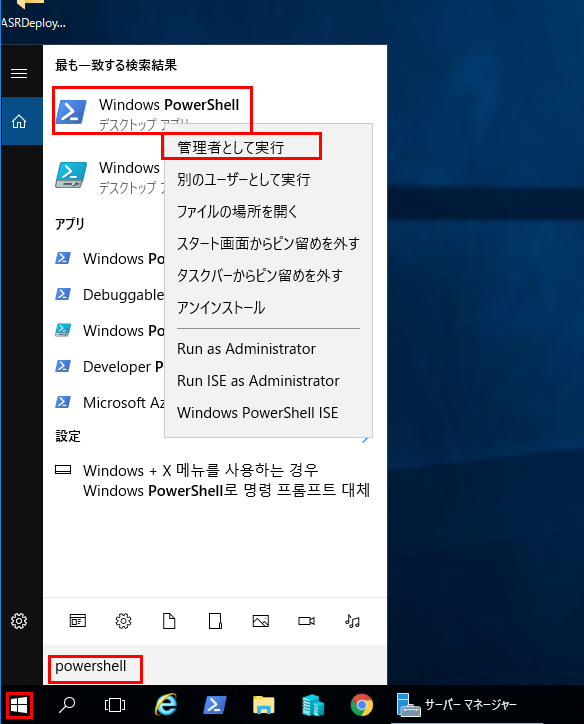 ASRDeploy...
最も一致する検索結果
Windows PowerShell
デスクトップ アプリ
管理者として実行
Windows
デスクトップ ア
別のユーザーとして実行
ファイルの場所を開く
アプリ
スタート画面からピン留めを外す
Windows Po
タスクバーからピン留めを外す
Debuggable
アンインストール
Windows Po
Run as Administrator
Developer P
Run ISE as Administrator
Microsoft Az
Windows PowerShell ISE
設定
Windows + X 메뉴를 사용하는 경우
Windows PowerShell로 명령 프롬프트 대체
powershell
サーバー マネージャー